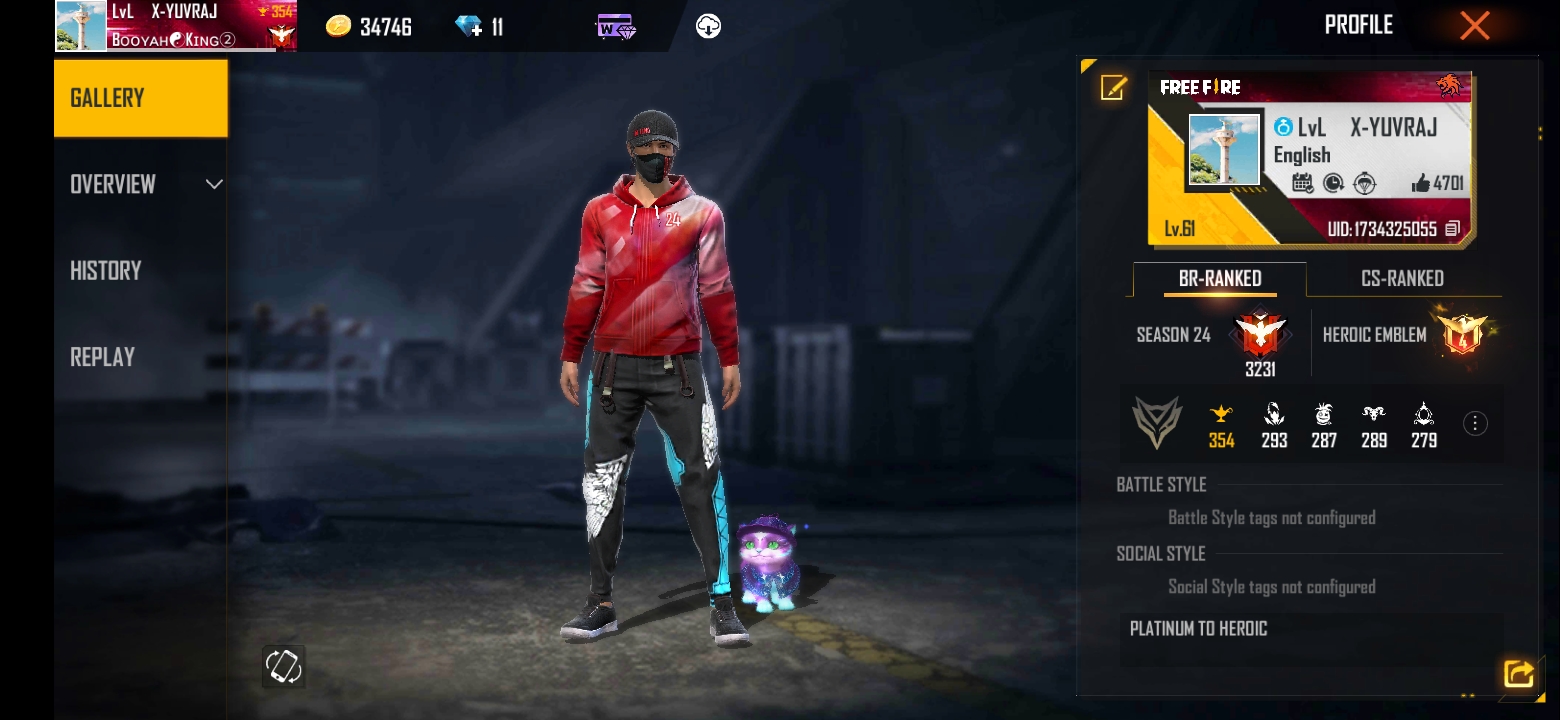 LvL X-YUVRAJ 354
BOOYAH☯KING②
34746
11
W
PROFILE
GALLERY
OVERVIEW
HISTORY
REPLAY
24
FREE FIRE
LvL X-YUVRAJ
English
4701
Lv.61
UID:1734325055
BR-RANKED
CS-RANKED
SEASON 24
3231
HEROIC EMBLEM
4
354 293 287 289 279
BATTLE STYLE
Battle Style tags not configured
SOCIAL STYLE
Social Style tags not configured
PLATINUM TO HEROIC